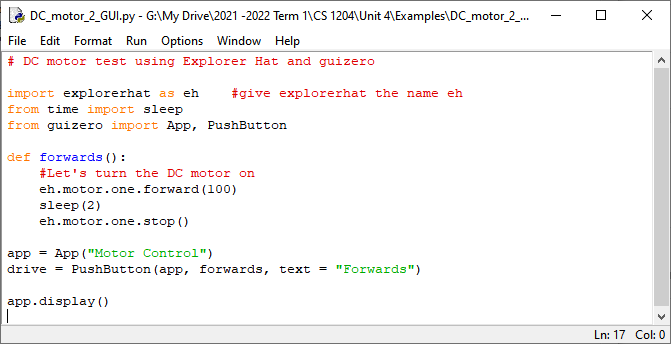 DC_motor_2_GUI.py - G:\My Drive\2021 -2022 Term 1\CS 1204\Unit 4\Examples\DC_motor_2_...
File Edit Format Run Options Window Help
# DC motor test using Explorer Hat and guizero

import explorerhat as eh    #give explorerhat the name eh
from time import sleep
from guizero import App, PushButton

def forwards():
    #Let's turn the DC motor on
    eh.motor.one.forward(100)
    sleep(2)
    eh.motor.one.stop()

app = App("Motor Control")
drive = PushButton(app, forwards, text = "Forwards")

app.display()
Ln: 17 Col: 0